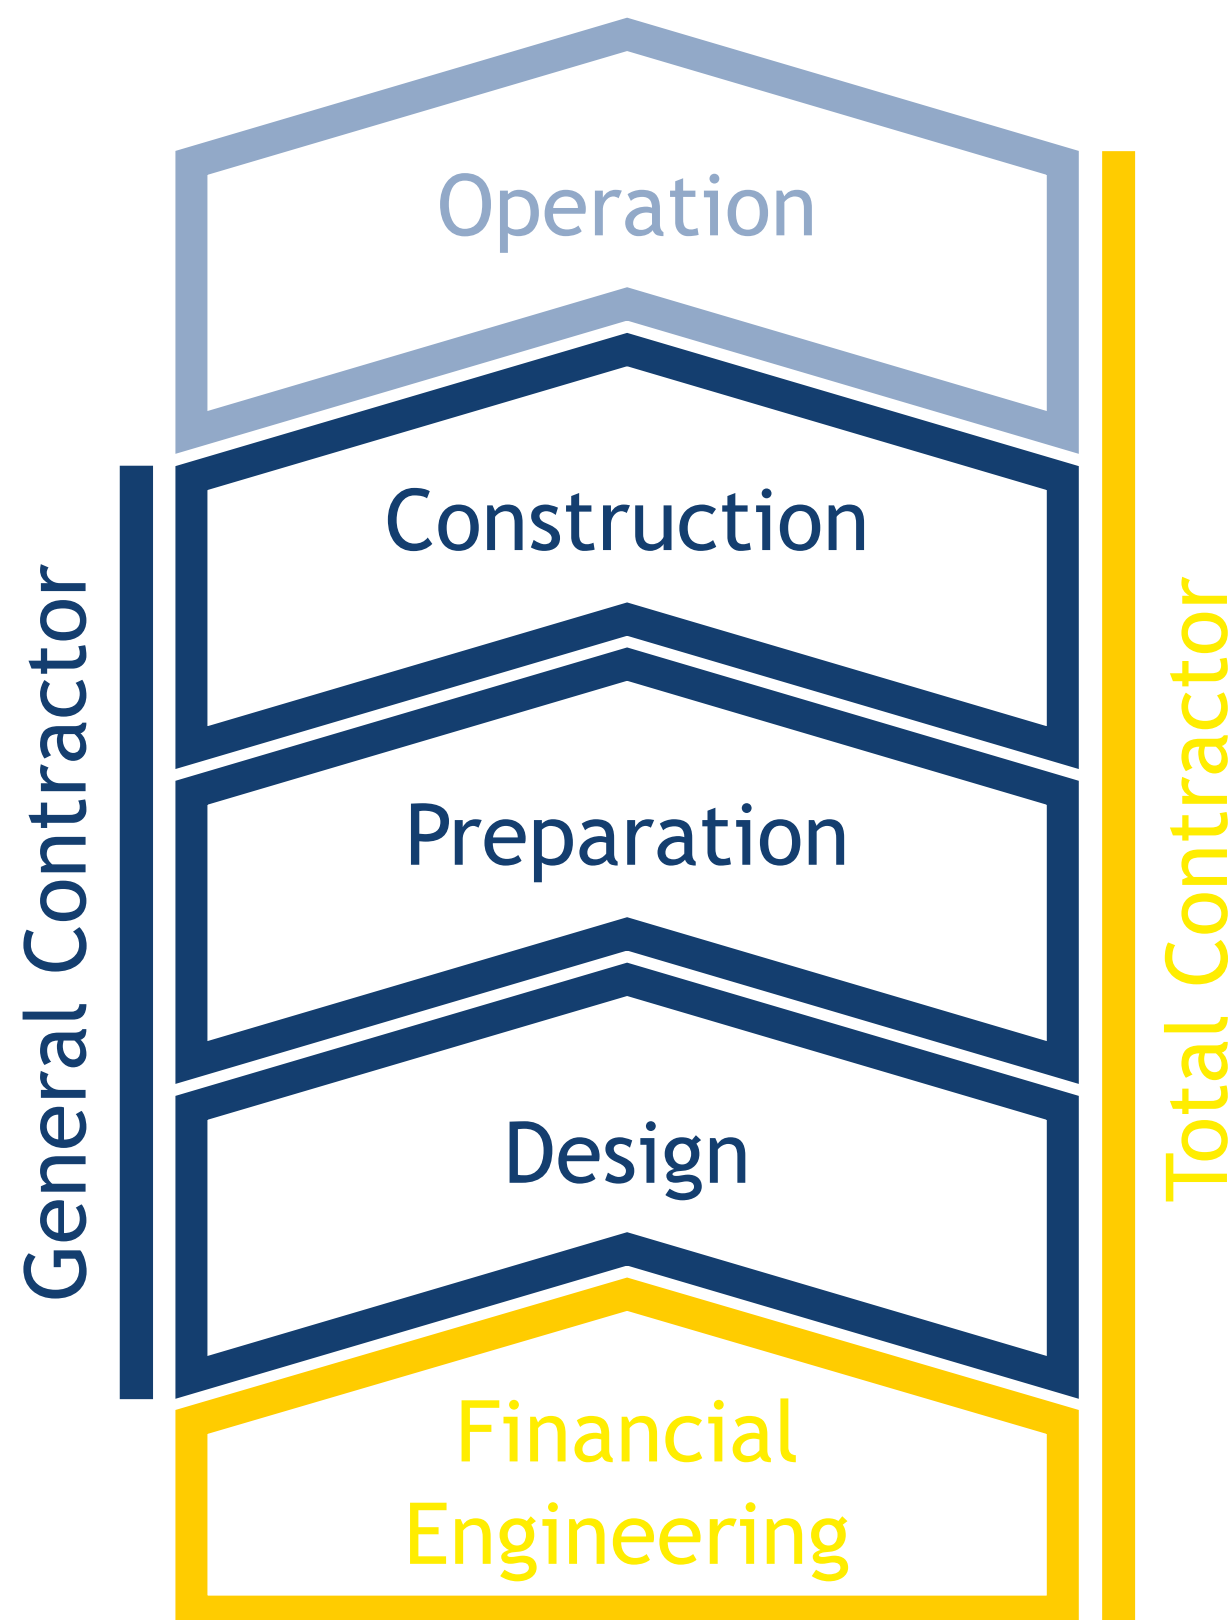 Operation
Construction
Preparation
Design
Financial
Engineering
General Contractor
Total Contractor